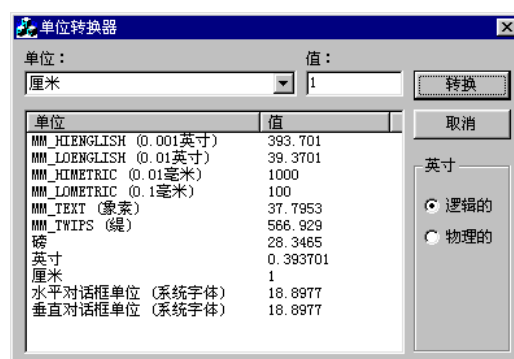 单位转换器
单位： 值：
厘米 1 转换
取消
单位 值
MM_HIENGLISH (0.001英寸) 393.701
MM_LOENGLISH (0.01英寸) 39.3701
MM_HIMETRIC (0.01毫米) 1000
MM_LOMETRIC (0.1毫米) 100
MM_TEXT (象素) 37.7953
MM_TWIPS (缇) 566.929
磅 28.3465
英寸 0.393701
厘米 1
水平对话框单位 (系统字体) 18.8977
垂直对话框单位 (系统字体) 18.8977
英寸
逻辑的
物理的